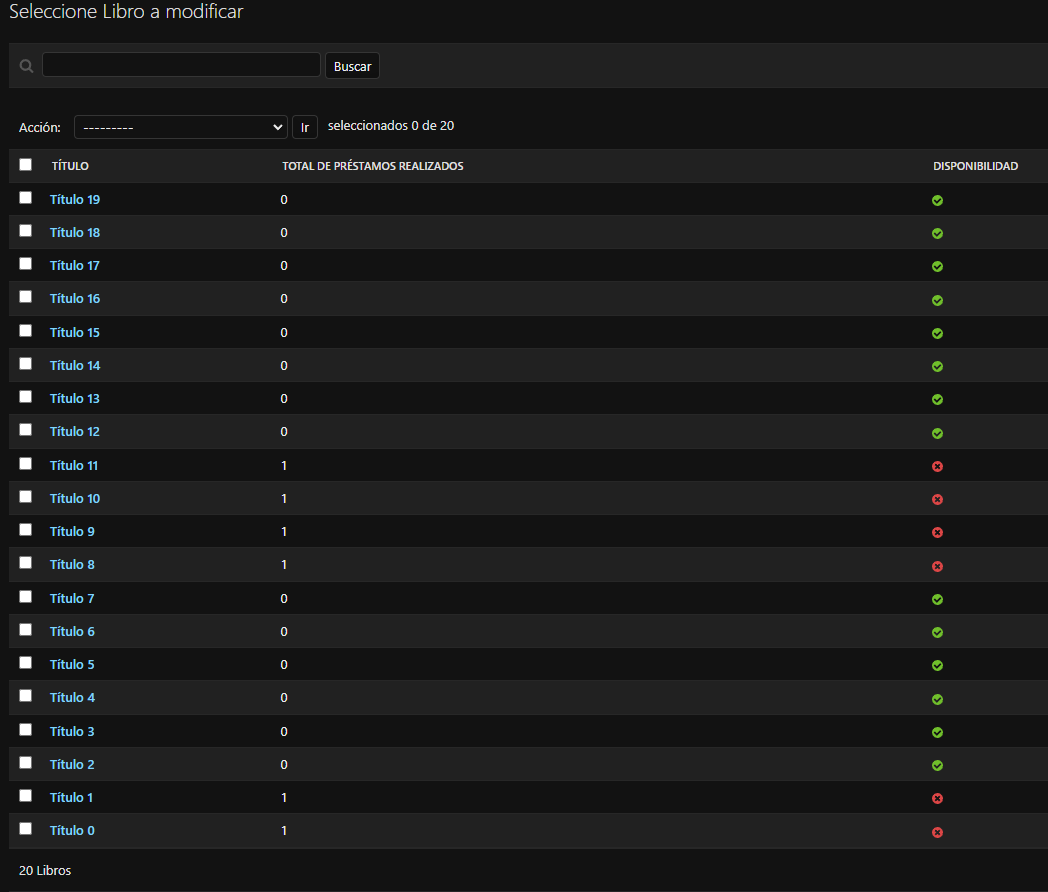 Seleccione Libro a modificar
Buscar
Acción: --------- Ir seleccionados 0 de 20
TÍTULO TOTAL DE PRÉSTAMOS REALIZADOS DISPONIBILIDAD
Título 19 0
Título 18 0
Título 17 0
Título 16 0
Título 15 0
Título 14 0
Título 13 0
Título 12 0
Título 11 1
Título 10 1
Título 9 1
Título 8 1
Título 7 0
Título 6 0
Título 5 0
Título 4 0
Título 3 0
Título 2 0
Título 1 1
Título 0 1
20 Libros